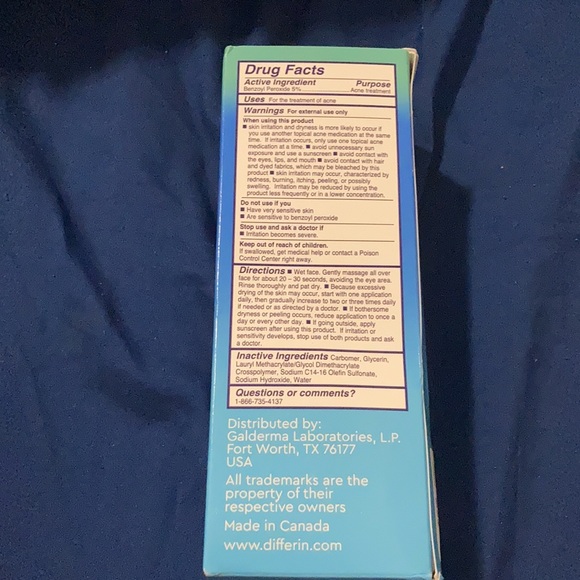 Drug Facts
Active Ingredient Purpose
Benzoyl Peroxide 5% Acne treatment
Uses For the treatment of acne
Warnings For external use only
When using this product
■ skin irritation and dryness is more likely to occur if
you use another topical acne medication at the same
time. If irritation occurs, only use one topical acne
medication at a time. ■ avoid unnecessary sun
exposure and use a sunscreen ■ avoid contact with
the eyes, lips, and mouth ■ avoid contact with hair
and dyed fabrics, which may be bleached by this
product ■ skin irritation may occur, characterized by
redness, burning, itching, peeling, or possibly
swelling. Irritation may be reduced by using the
product less frequently or in a lower concentration.
Do not use if you
■ Have very sensitive skin
■ Are sensitive to benzoyl peroxide
Stop use and ask a doctor if
■ Irritation becomes severe.
Keep out of reach of children.
If swallowed, get medical help or contact a Poison
Control Center right away.
Directions ■ Wet face. Gently massage all over
face for about 20 – 30 seconds, avoiding the eye area.
Rinse thoroughly and pat dry. ■ Because excessive
drying of the skin may occur, start with one application
daily, then gradually increase to two or three times daily
if needed or as directed by a doctor. ■ If bothersome
dryness or peeling occurs, reduce application to once a
day or every other day. ■ If going outside, apply
sunscreen after using this product. If irritation or
sensitivity develops, stop use of both products and ask
a doctor.
Inactive Ingredients Carbomer, Glycerin,
Lauryl Methacrylate/Glycol Dimethacrylate
Crosspolymer, Sodium C14-16 Olefin Sulfonate,
Sodium Hydroxide, Water
Questions or comments?
1-866-735-4137
Distributed by:
Galderma Laboratories, L.P.
Fort Worth, TX 76177
USA
All trademarks are the
property of their
respective owners
Made in Canada
www.differin.com